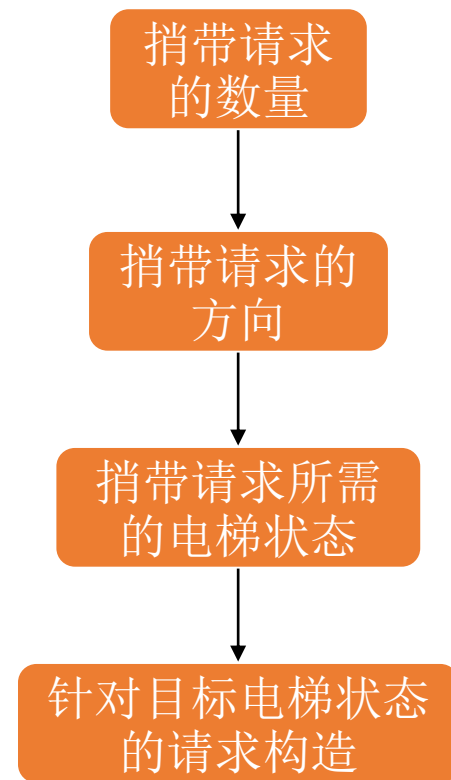 捎带请求
的数量
捎带请求的
方向
捎带请求所需
的电梯状态
针对目标电梯状态
的请求构造